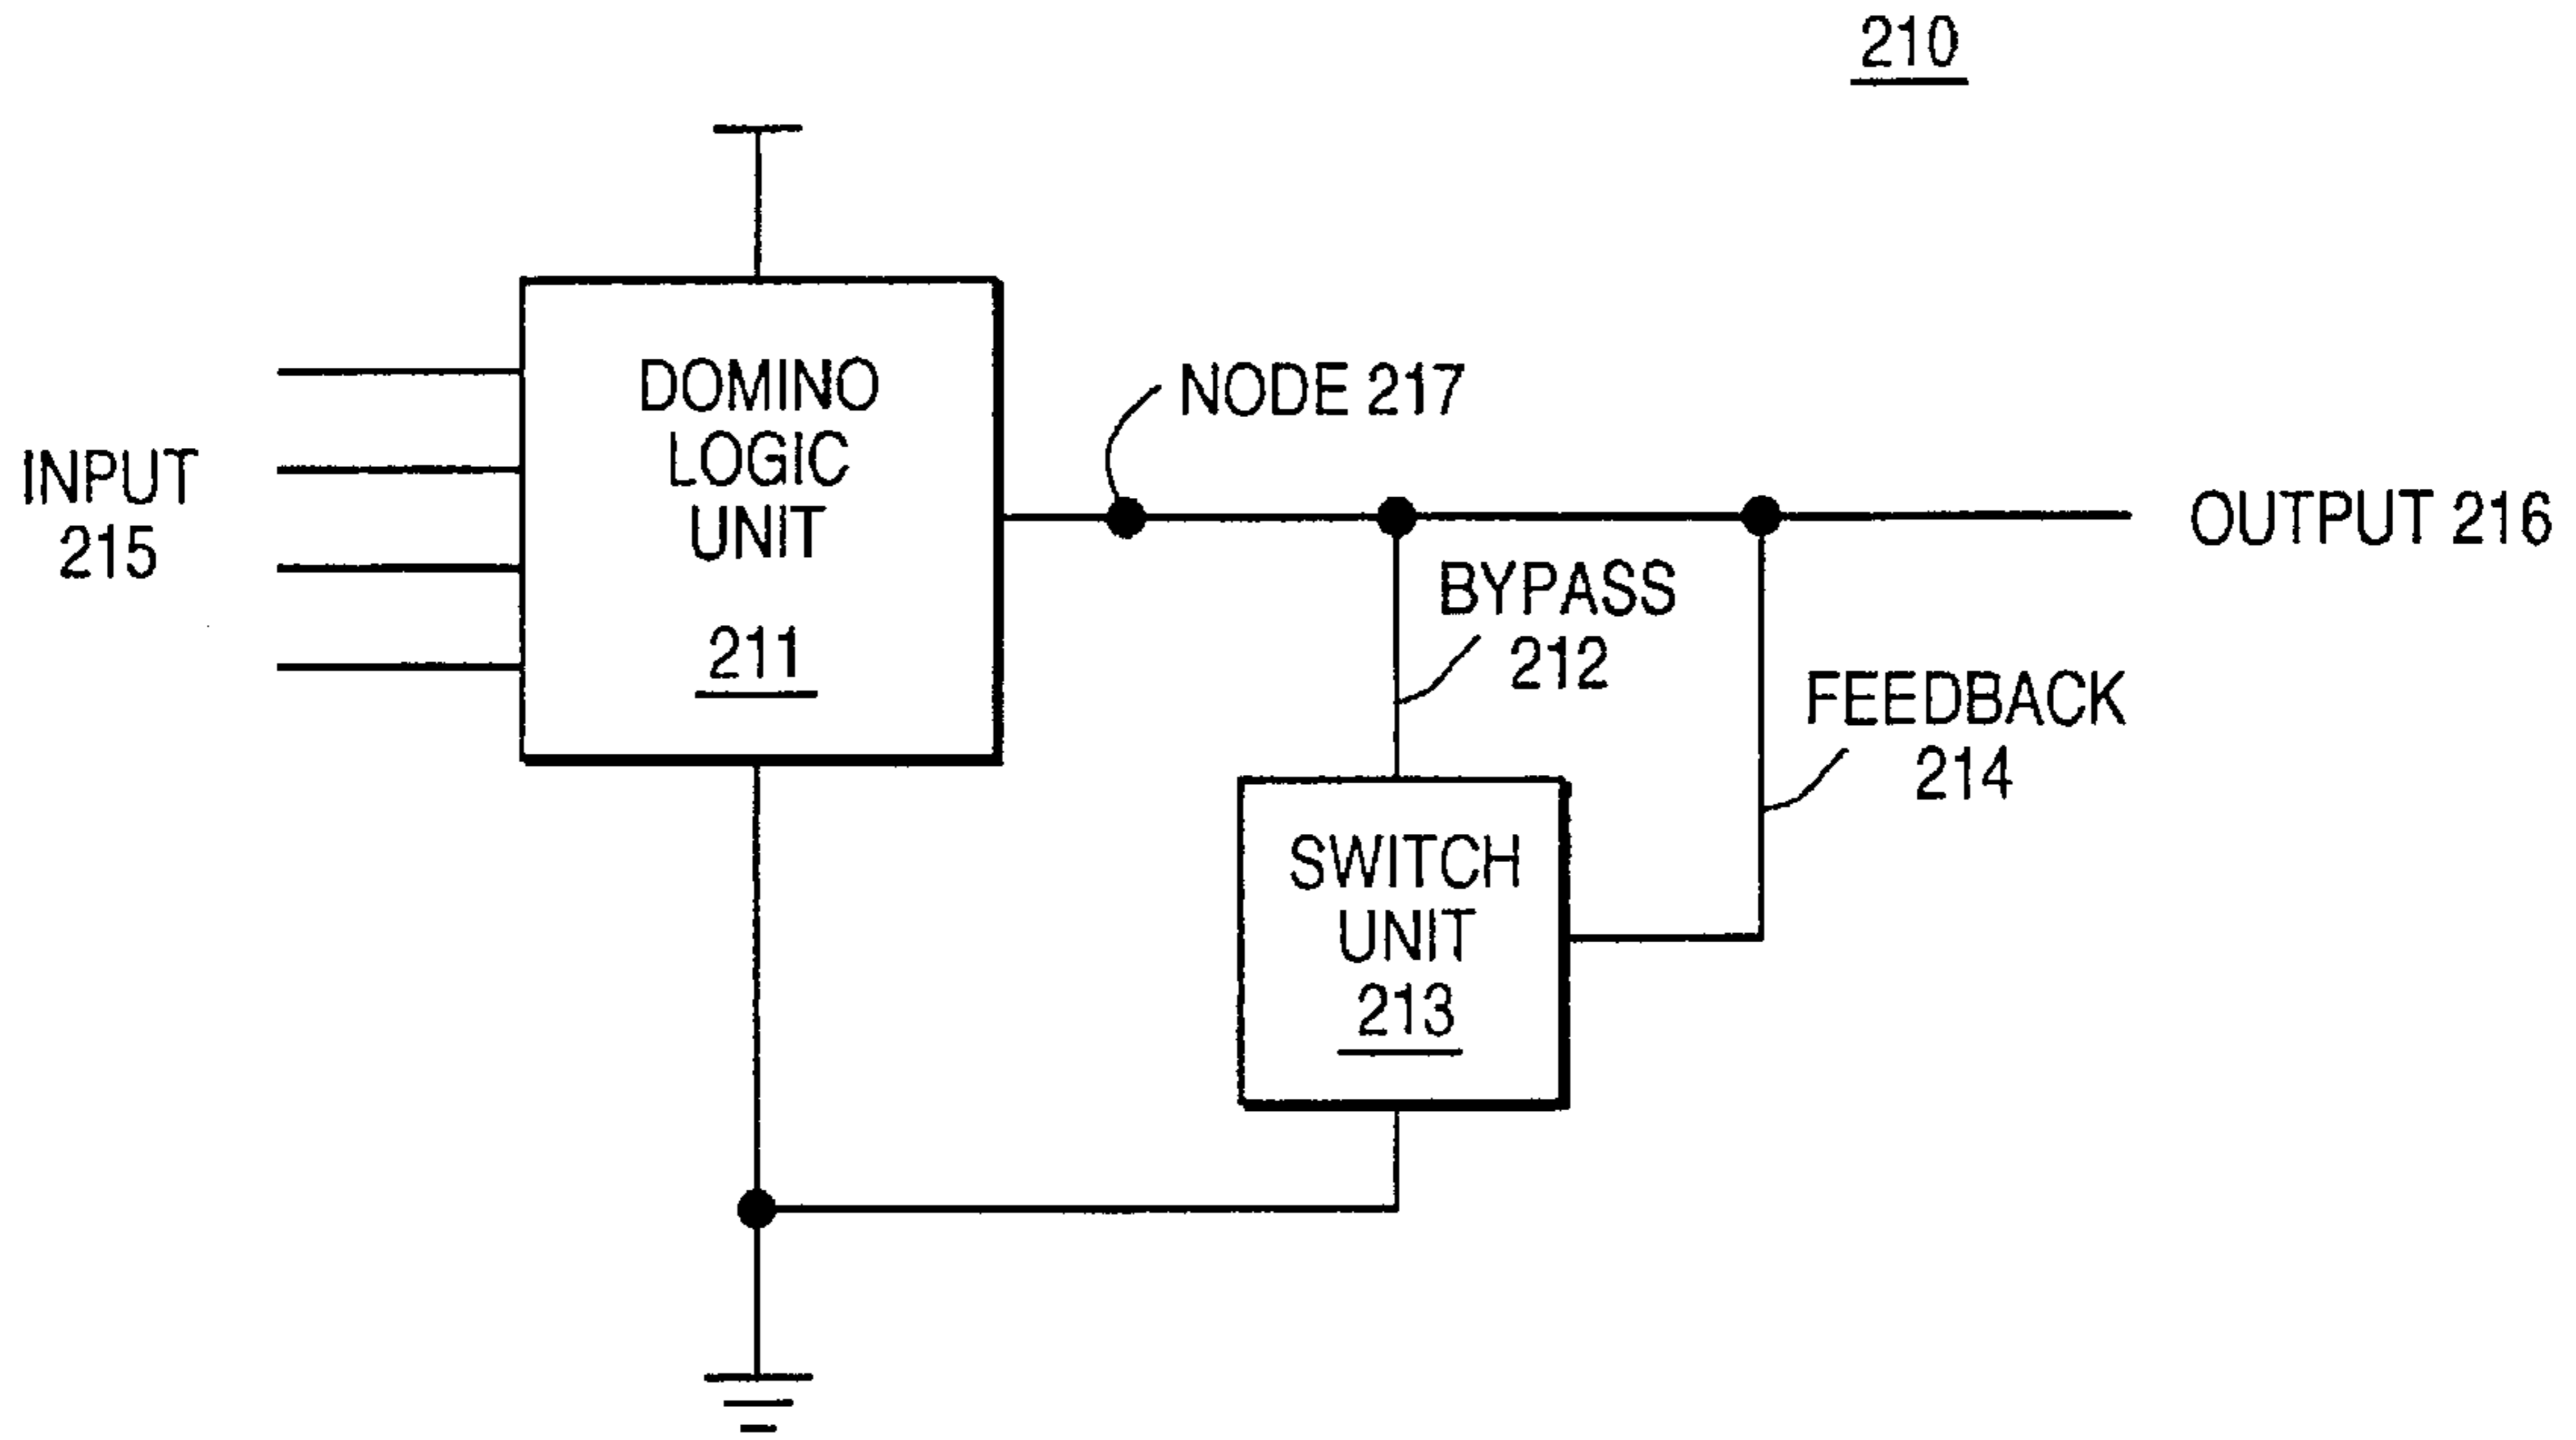 210
DOMINO
LOGIC
UNIT
211
INPUT
215
NODE 217
OUTPUT 216
BYPASS
212
FEEDBACK
214
SWITCH
UNIT
213